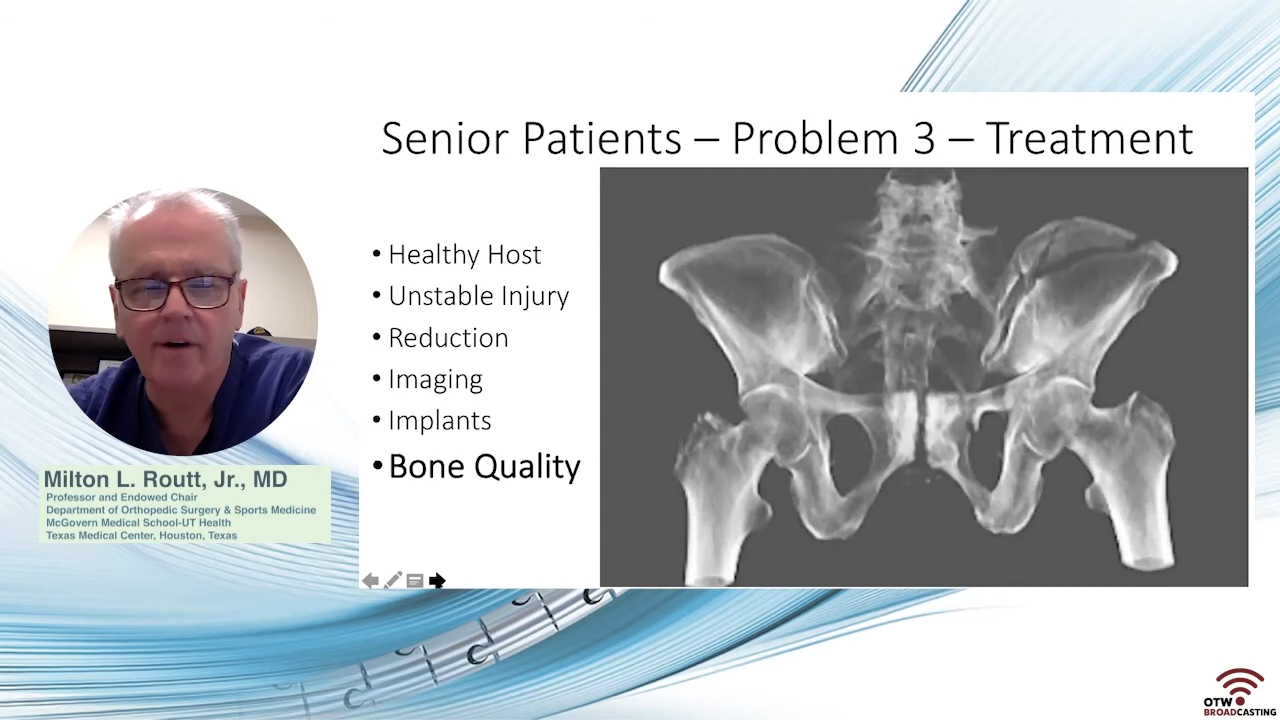 Senior Patients – Problem 3 – Treatment
• Healthy Host
• Unstable Injury
• Reduction
• Imaging
• Implants
• Bone Quality
Milton L. Routt, Jr., MD
Professor and Endowed Chair
Department of Orthopedic Surgery & Sports Medicine
McGovern Medical School-UT Health
Texas Medical Center, Houston, Texas
OTW
BROADCASTING